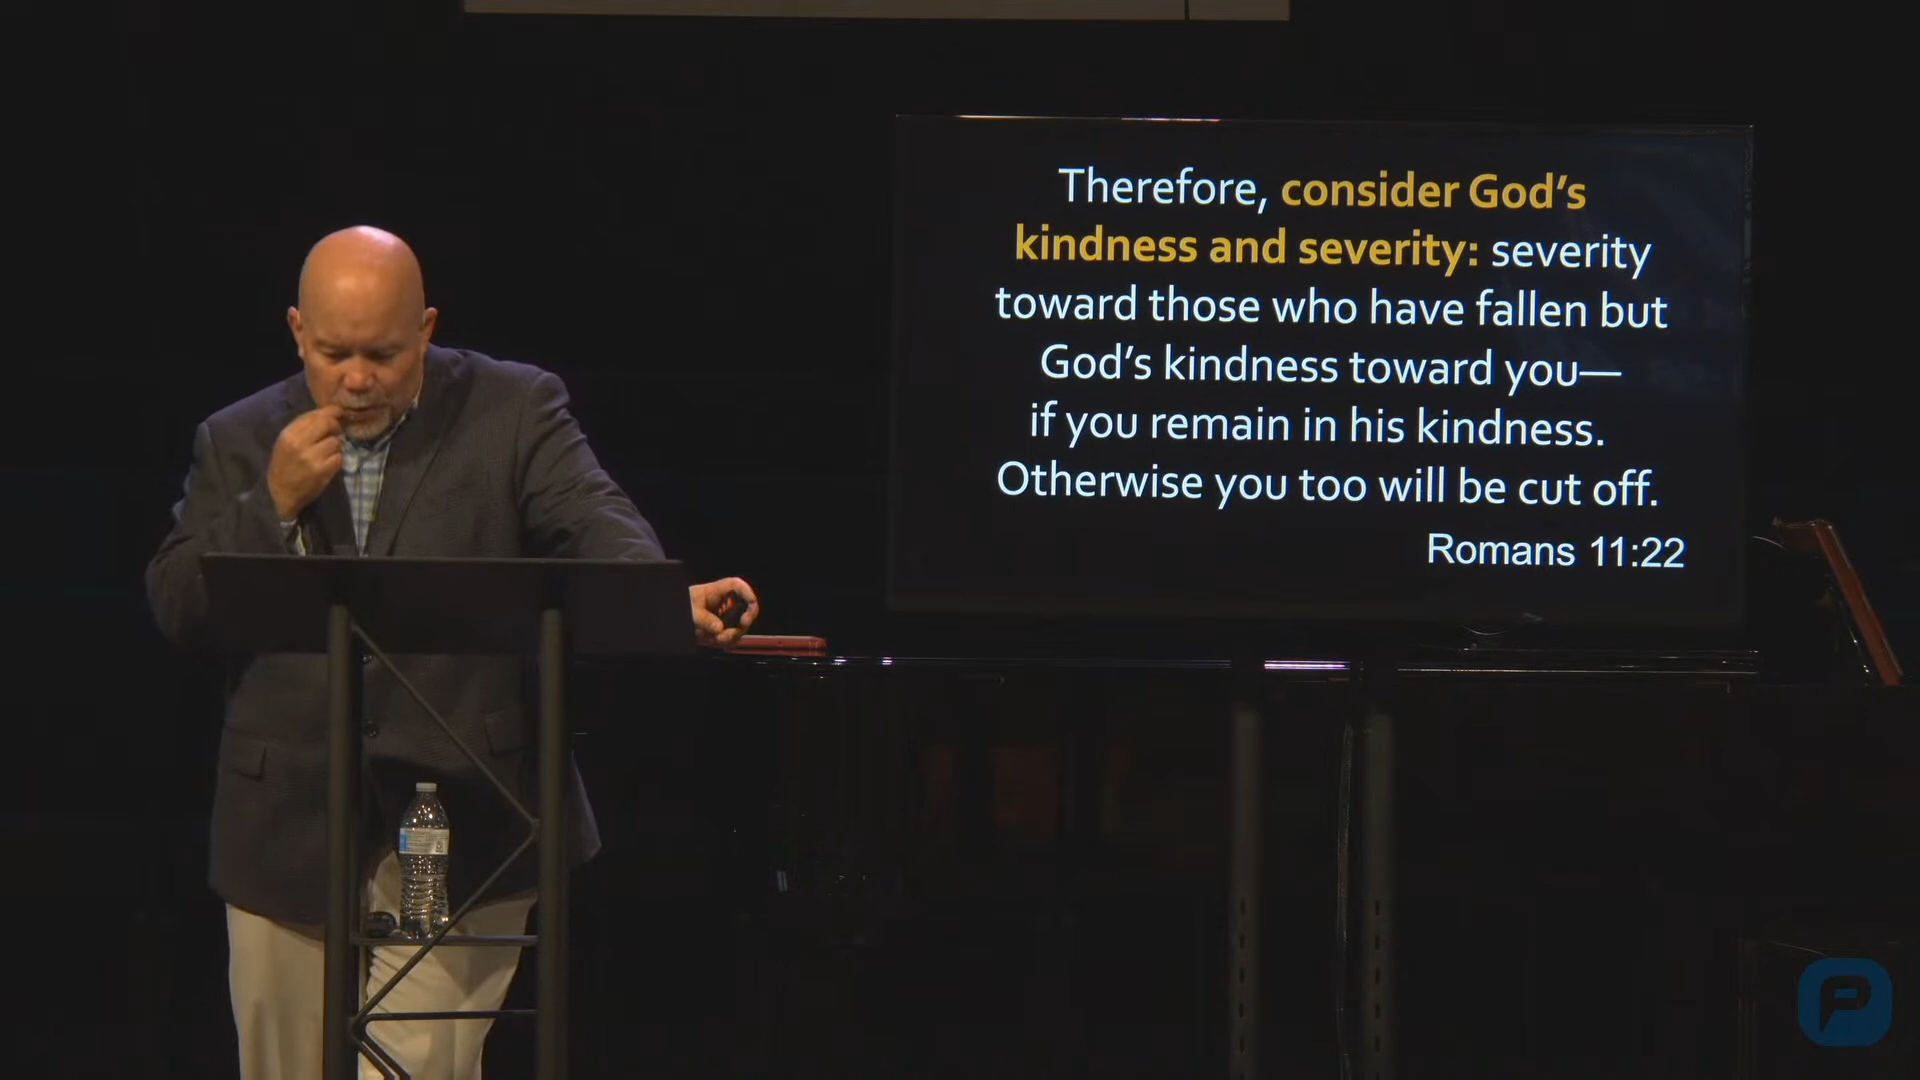 Therefore, consider God's
kindness and severity: severity
toward those who have fallen but
God's kindness toward you—
if you remain in his kindness.
Otherwise you too will be cut off.
Romans 11:22
P